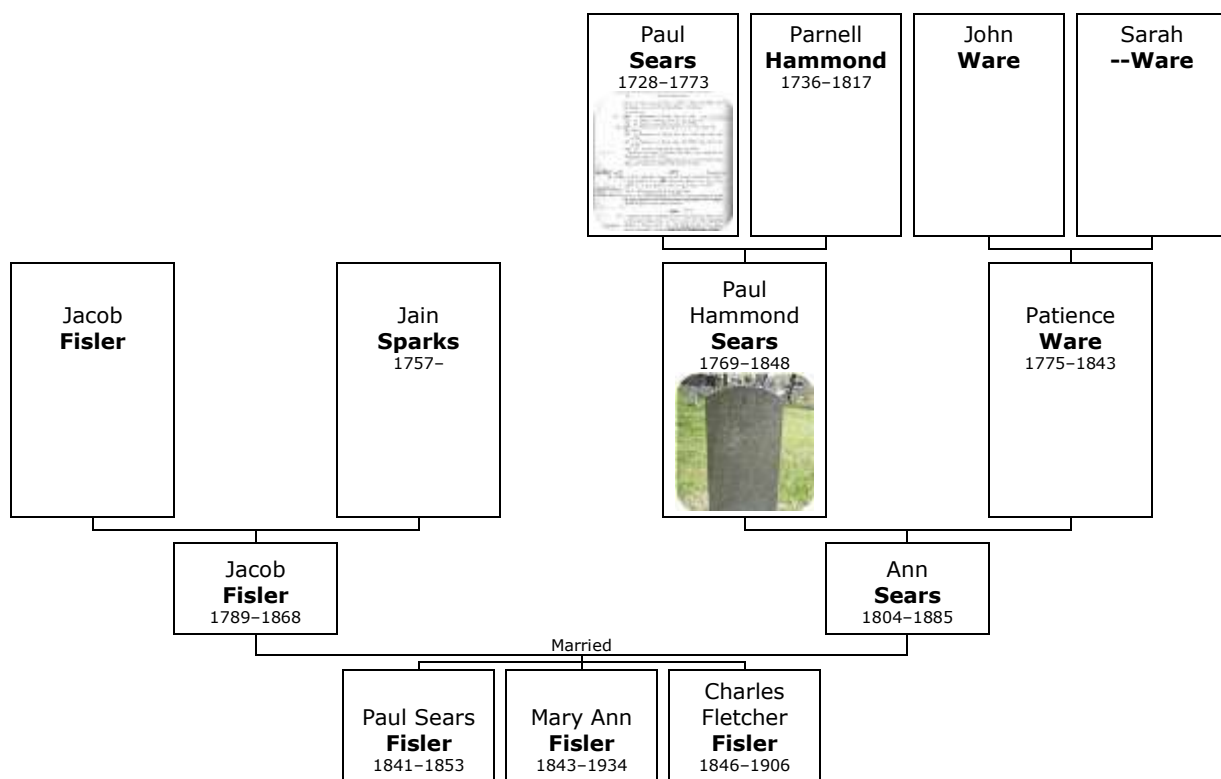 Paul
Sears
1728–1773
Parnell
Hammond
1736–1817
John
Ware
Sarah
--Ware
Jacob
Fisler
Jain
Sparks
1757–
Paul
Hammond
Sears
1769–1848
Patience
Ware
1775–1843
Jacob
Fisler
1789–1868
Ann
Sears
1804–1885
Married
Paul Sears
Fisler
1841–1853
Mary Ann
Fisler
1843–1934
Charles
Fletcher
Fisler
1846–1906